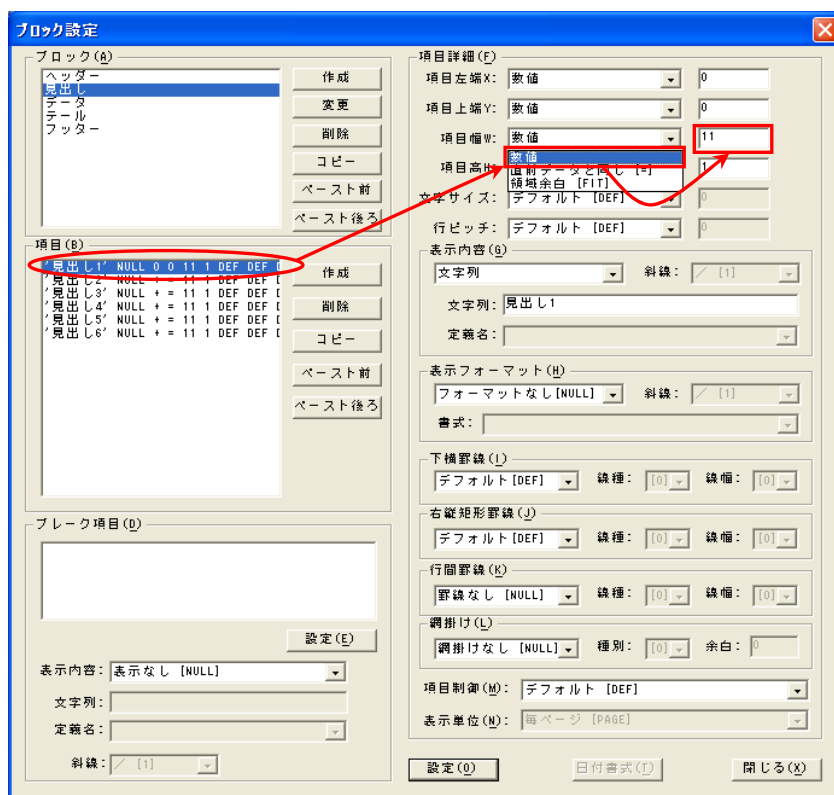 ブロック設定
ブロック(A)
ヘッダー
見出し
データ
テール
フッター
作成
変更
削除
コピー
ペースト前
ペースト後ろ
項目(B)
'見出し1' NULL 0 0 11 1 DEF DEF [
'見出し2' NULL + = 11 1 DEF DEF [
'見出し3' NULL + = 11 1 DEF DEF [
'見出し4' NULL + = 11 1 DEF DEF [
'見出し5' NULL + = 11 1 DEF DEF [
'見出し6' NULL + = 11 1 DEF DEF [
作成
削除
コピー
ペースト前
ペースト後ろ
ブレーク項目(D)
設定(E)
表示内容: 表示なし [NULL]
文字列:
定義名:
斜線: ／ [1]
項目詳細(F)
項目左端X: 数値 0
項目上端Y: 数値 0
項目幅W: 数値 11
数値
直前データと同じ [=]
領域余白 [FIT]
項目高H: 1
文字サイズ: デフォルト [DEF] 0
行ピッチ: デフォルト [DEF] 0
表示内容(G)
文字列 斜線: ／ [1]
文字列: 見出し1
定義名:
表示フォーマット(H)
フォーマットなし[NULL] 斜線: ／ [1]
書式:
下横罫線(I)
デフォルト[DEF] 線種: [0] 線幅: [0]
右縦矩形罫線(J)
デフォルト[DEF] 線種: [0] 線幅: [0]
行間罫線(K)
罫線なし [NULL] 線種: [0] 線幅: [0]
網掛け(L)
網掛けなし [NULL] 種別: [0] 余白: 0
項目制御(M): デフォルト [DEF]
表示単位(N): 毎ページ [PAGE]
設定(O)
日付書式(T)
閉じる(X)